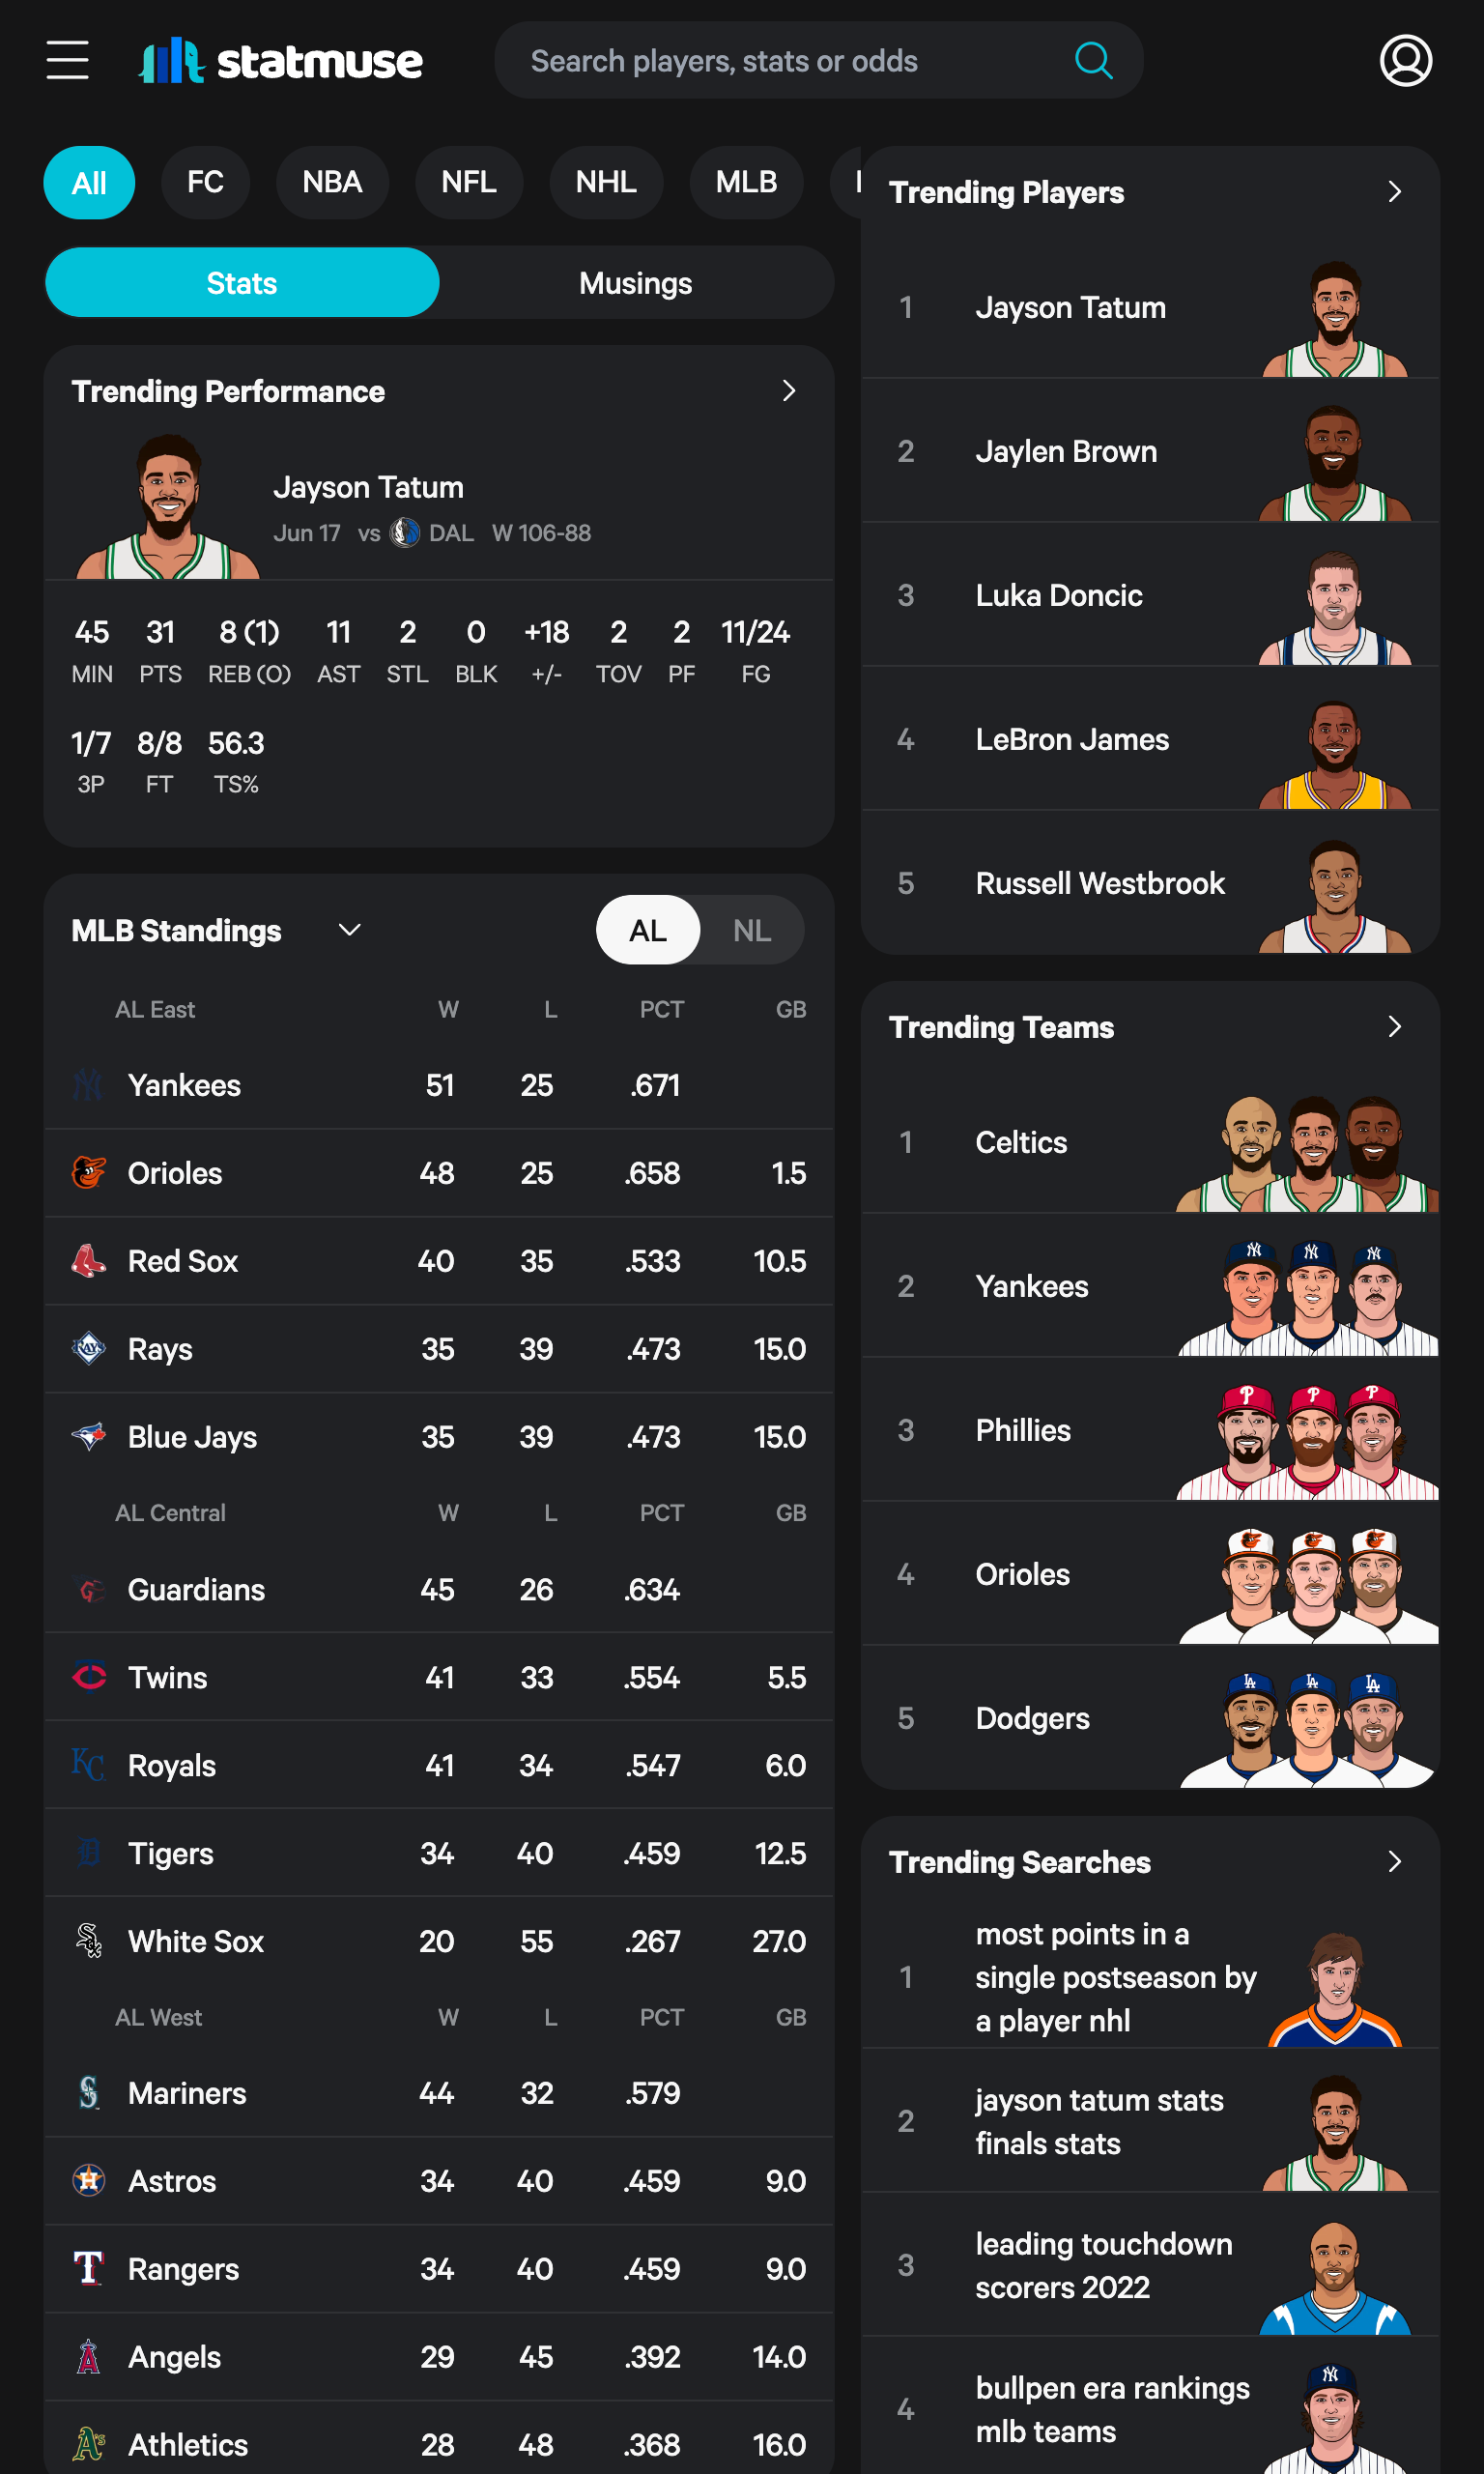 statmuse
Search players, stats or odds
All FC NBA NFL NHL MLB
Stats Musings
Trending Performance
Jayson Tatum
Jun 17 vs DAL W 106-88
45 31 8 (1) 11 2 0 +18 2 2 11/24
MIN PTS REB (O) AST STL BLK +/- TOV PF FG
1/7 8/8 56.3
3P FT TS%
MLB Standings AL NL
AL East W L PCT GB
Yankees 51 25 .671
Orioles 48 25 .658 1.5
Red Sox 40 35 .533 10.5
Rays 35 39 .473 15.0
Blue Jays 35 39 .473 15.0
AL Central W L PCT GB
Guardians 45 26 .634
Twins 41 33 .554 5.5
Royals 41 34 .547 6.0
Tigers 34 40 .459 12.5
White Sox 20 55 .267 27.0
AL West W L PCT GB
Mariners 44 32 .579
Astros 34 40 .459 9.0
Rangers 34 40 .459 9.0
Angels 29 45 .392 14.0
Athletics 28 48 .368 16.0
Trending Players
1 Jayson Tatum
2 Jaylen Brown
3 Luka Doncic
4 LeBron James
5 Russell Westbrook
Trending Teams
1 Celtics
2 Yankees
3 Phillies
4 Orioles
5 Dodgers
Trending Searches
1 most points in a
single postseason by
a player nhl
2 jayson tatum stats
finals stats
3 leading touchdown
scorers 2022
4 bullpen era rankings
mlb teams